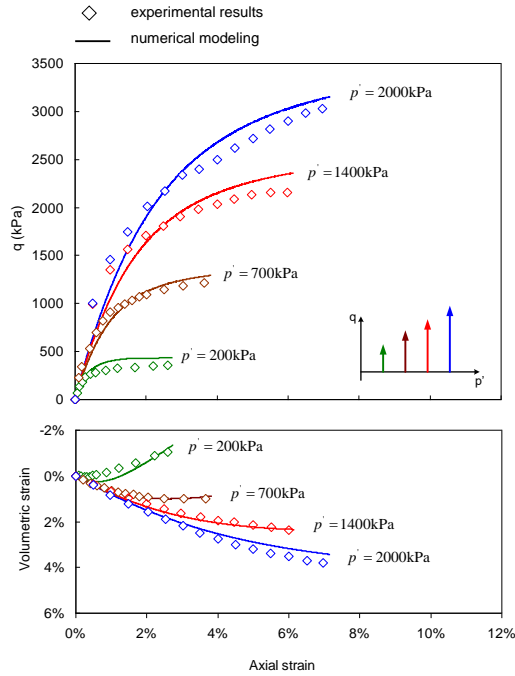 experimental results
numerical modeling
3500
3000
2500
2000
1500
1000
500
0
q (kPa)
p' = 2000kPa
p' = 1400kPa
p' = 700kPa
p' = 200kPa
q
p'
-2%
0%
2%
4%
6%
Volumetric strain
p' = 200kPa
p' = 700kPa
p' = 1400kPa
p' = 2000kPa
0% 2% 4% 6% 8% 10% 12%
Axial strain